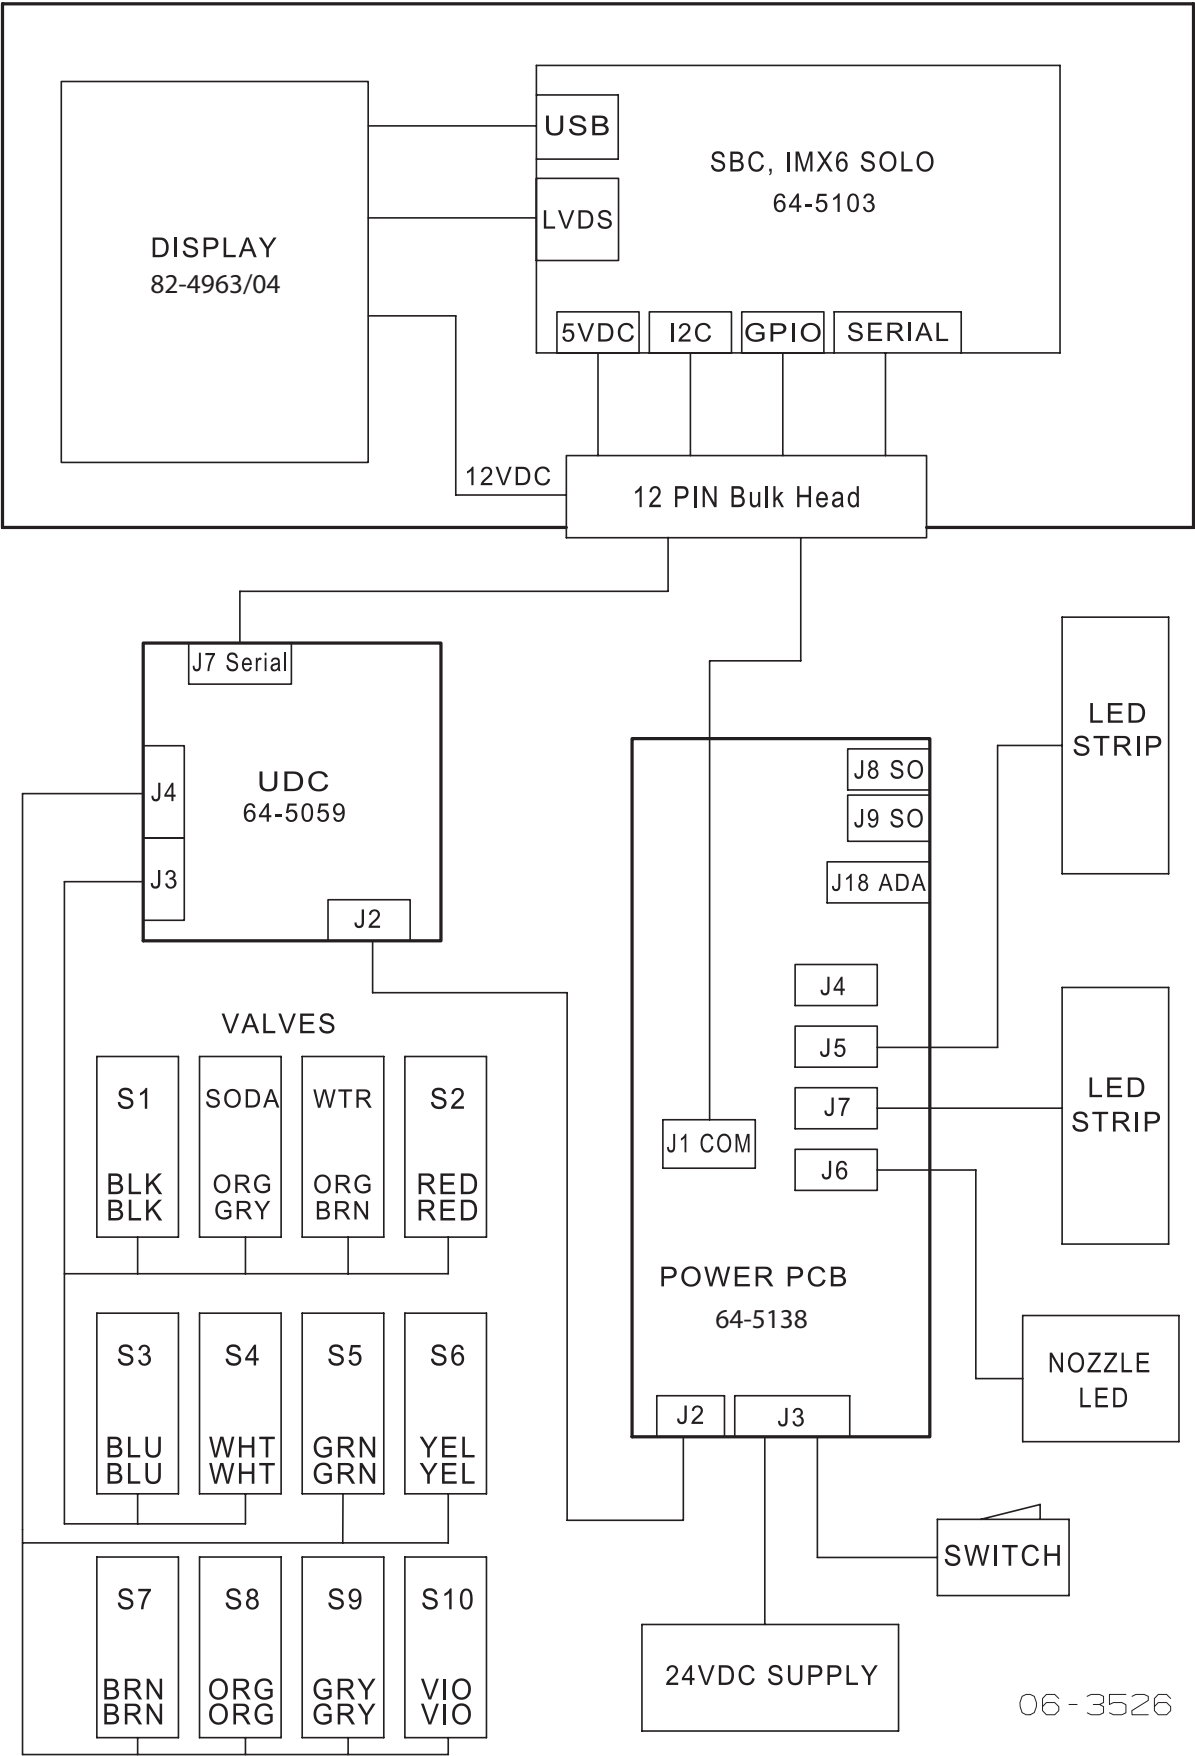 USB
SBC, IMX6 SOLO
64-5103
LVDS
DISPLAY
82-4963/04
5VDC
I2C
GPIO
SERIAL
12VDC
12 PIN Bulk Head
J7 Serial
UDC
64-5059
J4
J3
J2
J8 SO
J9 SO
J18 ADA
J4
J5
J7
J6
J1 COM
POWER PCB
64-5138
J2
J3
LED
STRIP
LED
STRIP
NOZZLE
LED
SWITCH
24VDC SUPPLY
VALVES
S1
BLK
BLK
SODA
ORG
GRY
WTR
ORG
BRN
S2
RED
RED
S3
BLU
BLU
S4
WHT
WHT
S5
GRN
GRN
S6
YEL
YEL
S7
BRN
BRN
S8
ORG
ORG
S9
GRY
GRY
S10
VIO
VIO
06-3526